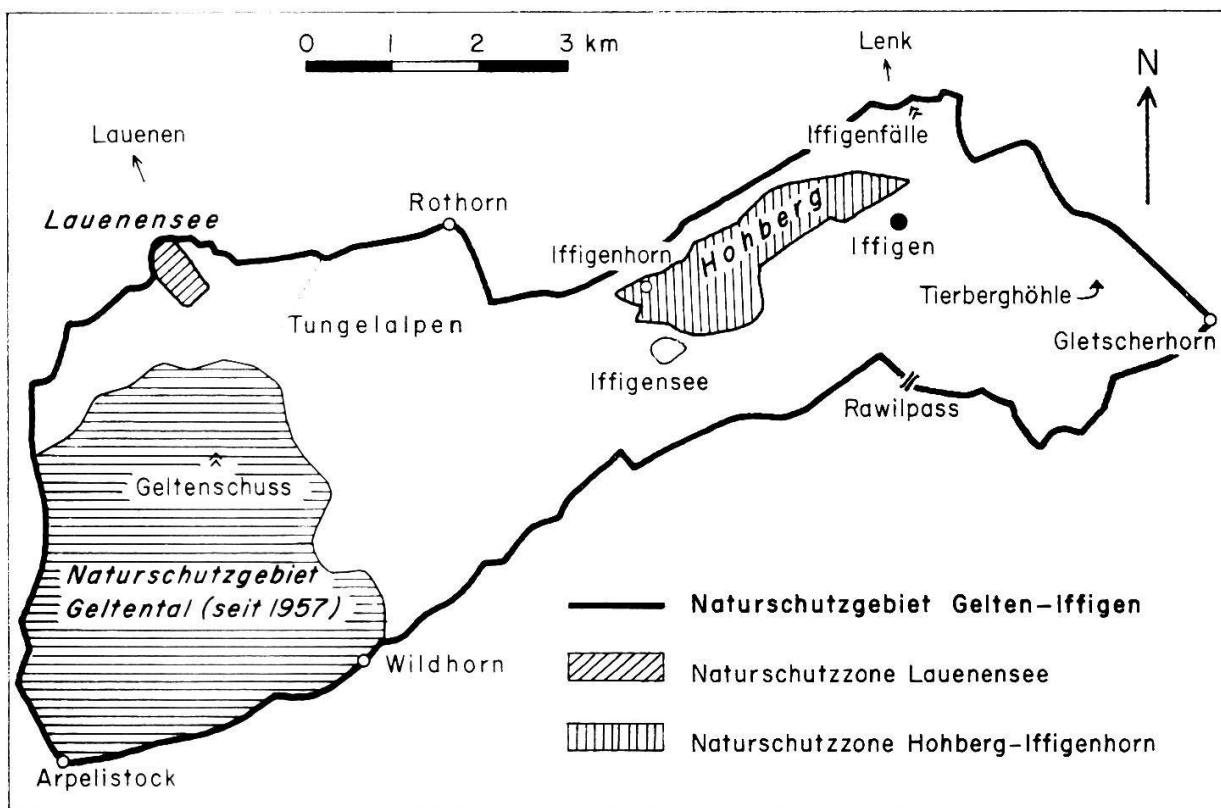 0 1 2 3 km
Lenk
N
Lauenen
Iffigenfälle
Lauenensee
Rothorn
Hohberg
Iffigenhorn
Iffigen
Tierberghöhle
Tungelalpen
Gletscherhorn
Iffigensee
Rawilpass
Geltenschuss
Naturschutzgebiet
Geltental (seit 1957)
Naturschutzgebiet Gelten-Iffigen
Wildhorn
Naturschutzzone Lauenensee
Naturschutzzone Hohberg-Iffigenhorn
Arpelistock